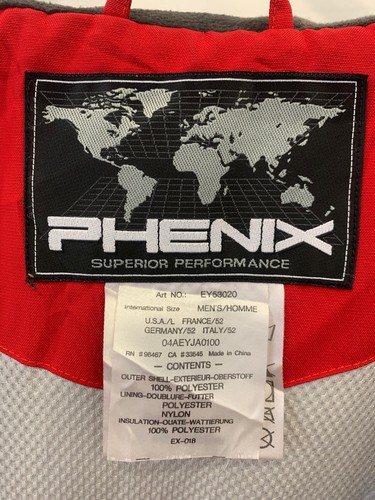 PHENIX
SUPERIOR PERFORMANCE
Art NO.: EY53020
International Size MEN'S/HOMME
U.S.A./L FRANCE/52
GERMANY/52 ITALY/52
04AEYJA0100
RN # 96467 CA # 33545 Made in China
— CONTENTS —
OUTER SHELL-EXTERIEUR-OBERSTOFF
100% POLYESTER
LINING-DOUBLURE-FUTTER
POLYESTER
NYLON
INSULATION-OUATE-WATTIERUNG
100% POLYESTER
EX-018